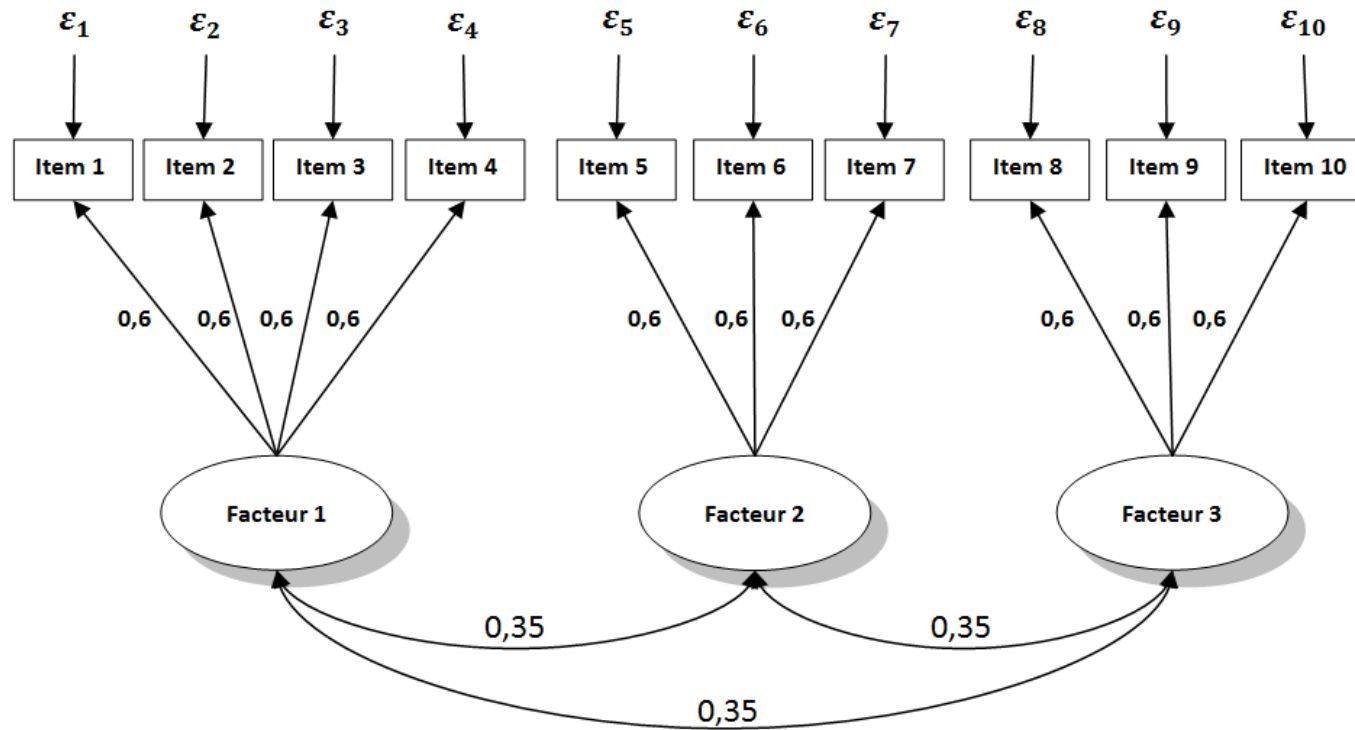 ε1 ε2 ε3 ε4 ε5 ε6 ε7 ε8 ε9 ε10
Item 1 Item 2 Item 3 Item 4 Item 5 Item 6 Item 7 Item 8 Item 9 Item 10
0,6 0,6 0,6 0,6 0,6 0,6 0,6 0,6 0,6 0,6
Facteur 1 Facteur 2 Facteur 3
0,35 0,35
0,35